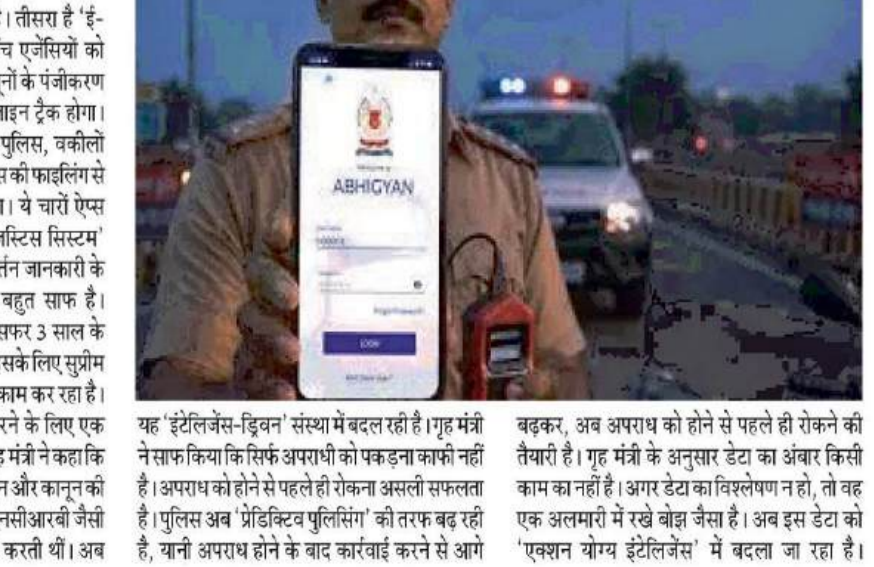 है। तीसरा है 'ई-
च एजेंसियों को
नों के पंजीकरण
लाइन ट्रैक होगा।
पुलिस, वकीलों
स की फाइलिंग से
ा। ये चारों ऐप्स
जस्टिस सिस्टम'
र्तन जानकारी के
बहुत साफ है।
सफर 3 साल के
सके लिए सुप्रीम
काम कर रहा है।
रने के लिए एक
ह मंत्री ने कहा कि
न और कानून की
नसीआरबी जैसी
करती थीं। अब
ABHIGYAN
LOGIN
यह 'इंटेलिजेंस-ड्रिवन' संस्था में बदल रही है। गृह मंत्री
ने साफ किया कि सिर्फ अपराधी को पकड़ना काफी नहीं
है। अपराध को होने से पहले ही रोकना असली सफलता
है। पुलिस अब 'प्रेडिक्टिव पुलिसिंग' की तरफ बढ़ रही
है, यानी अपराध होने के बाद कार्रवाई करने से आगे
बढ़कर, अब अपराध को होने से पहले ही रोकने की
तैयारी है। गृह मंत्री के अनुसार डेटा का अंबार किसी
काम का नहीं है। अगर डेटा का विश्लेषण न हो, तो वह
एक अलमारी में रखे बोझ जैसा है। अब इस डेटा को
'एक्शन योग्य इंटेलिजेंस' में बदला जा रहा है।